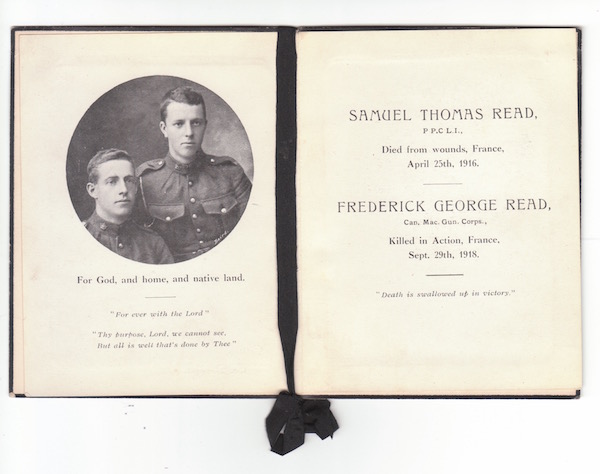 For God, and home, and native land.
"For ever with the Lord"
"Thy purpose, Lord, we cannot see,
But all is well that's done by Thee"
SAMUEL THOMAS READ,
P P.C L.I.,
Died from wounds, France,
April 25th, 1916.
FREDERICK GEORGE READ,
Can. Mac. Gun. Corps.,
Killed in Action, France,
Sept. 29th, 1918.
"Death is swallowed up in victory."